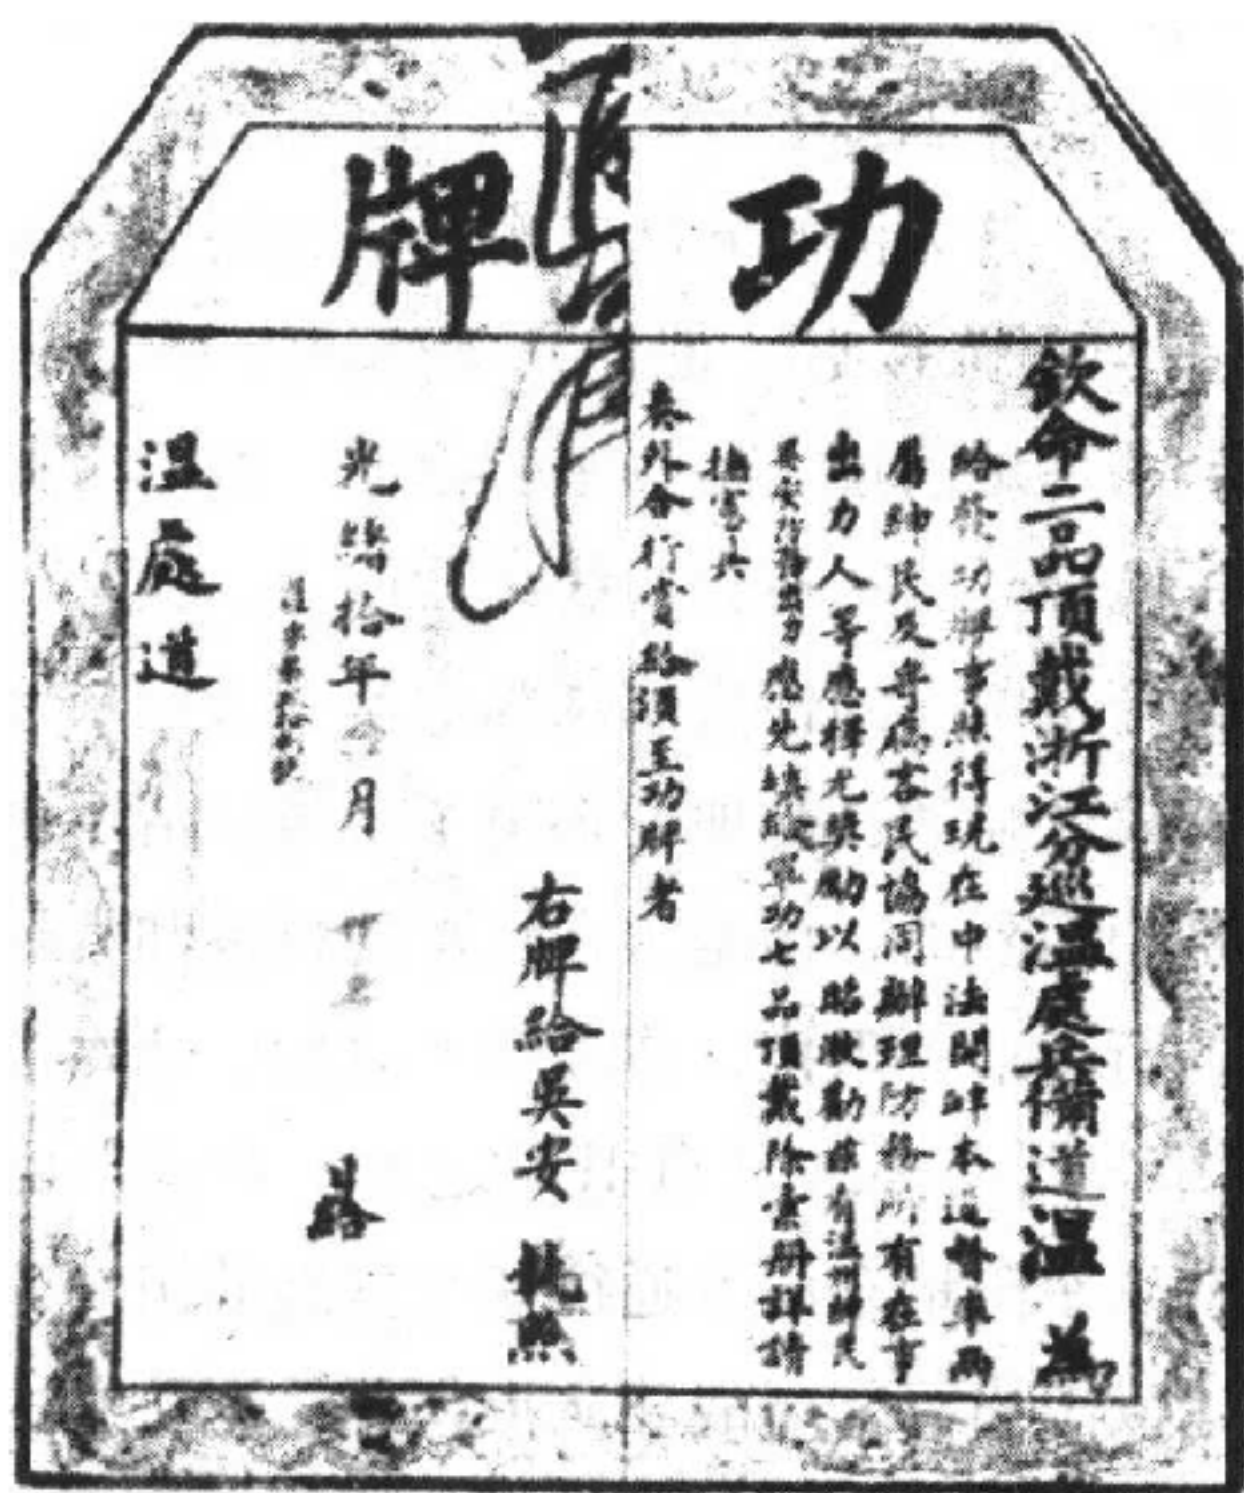 功牌
欽命二品頂戴浙江分巡溫處兵備道溫 為
給發功牌事照得現在中法開衅本道督率兩
屬紳民及寄寓客民協同辦理防務所有在事
出力人等應擇尤獎勵以昭激勸茲有溫州紳民
吳安防務出力應先填給軍功七品頂戴除彙冊詳請
撫憲具
奏外合行賞給須至功牌者
右牌給吳安 執照
光緒拾年 月
溫處道